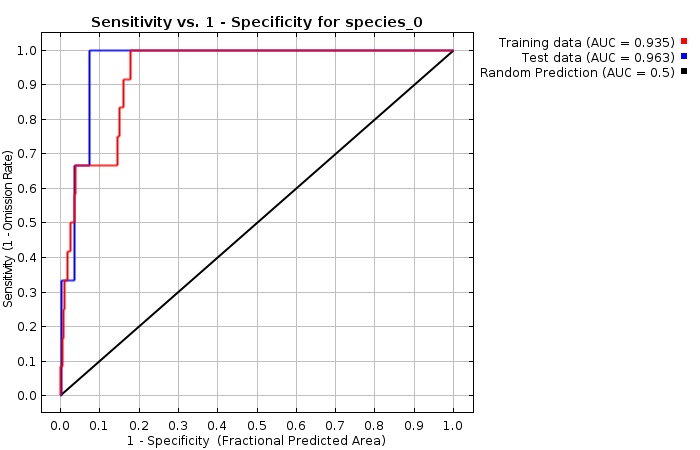 Sensitivity vs. 1 - Specificity for species_0
Training data (AUC = 0.935)
Test data (AUC = 0.963)
Random Prediction (AUC = 0.5)
Sensitivity (1 - Omission Rate)
1.0
0.9
0.8
0.7
0.6
0.5
0.4
0.3
0.2
0.1
0.0
0.0 0.1 0.2 0.3 0.4 0.5 0.6 0.7 0.8 0.9 1.0
1 - Specificity (Fractional Predicted Area)